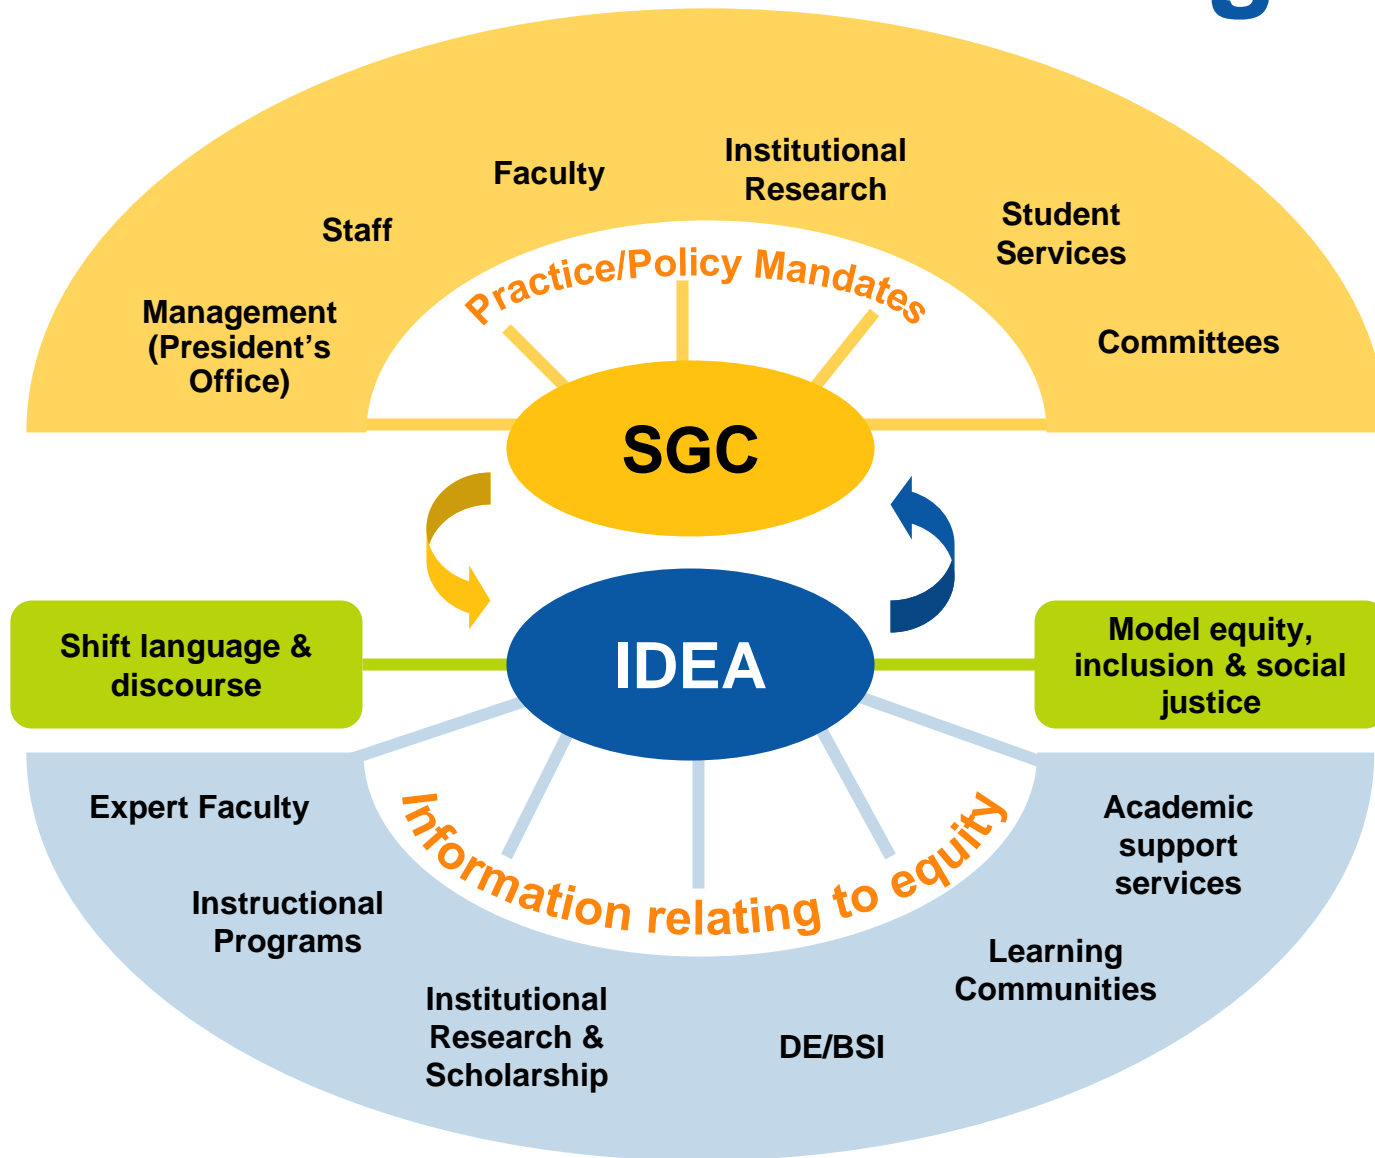 g
Faculty
Institutional
Research
Staff
Student
Services
Management
(President’s
Office)
Committees
Practice/Policy Mandates
SGC
IDEA
Shift language &
discourse
Model equity,
inclusion & social
justice
Information relating to equity
Expert Faculty
Instructional
Programs
Institutional
Research &
Scholarship
DE/BSI
Learning
Communities
Academic
support
services